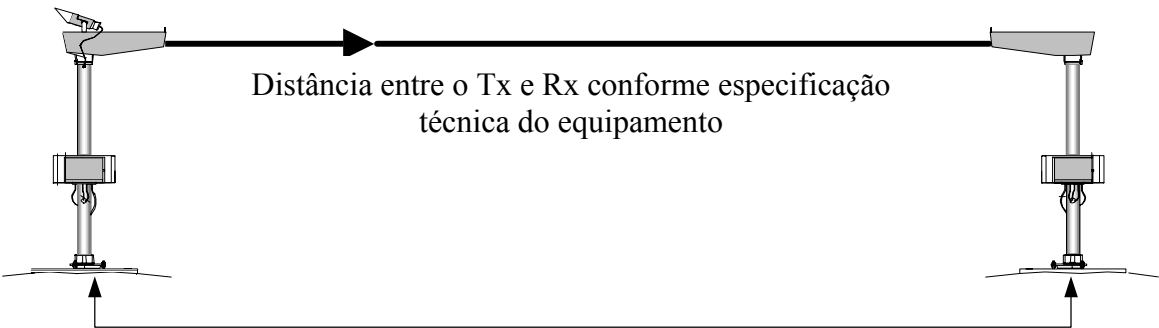 Distância entre o Tx e Rx conforme especificação
técnica do equipamento